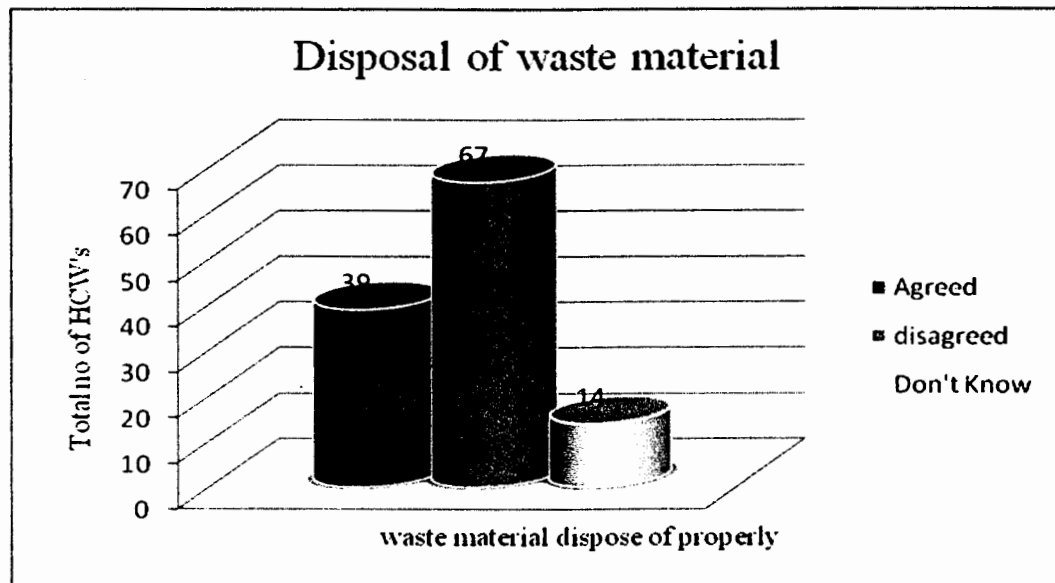 Disposal of waste material
70
60
50
40
30
20
10
0
Total no of HCW's
39
67
14
Agreed
disagreed
Don't Know
waste material dispose of properly